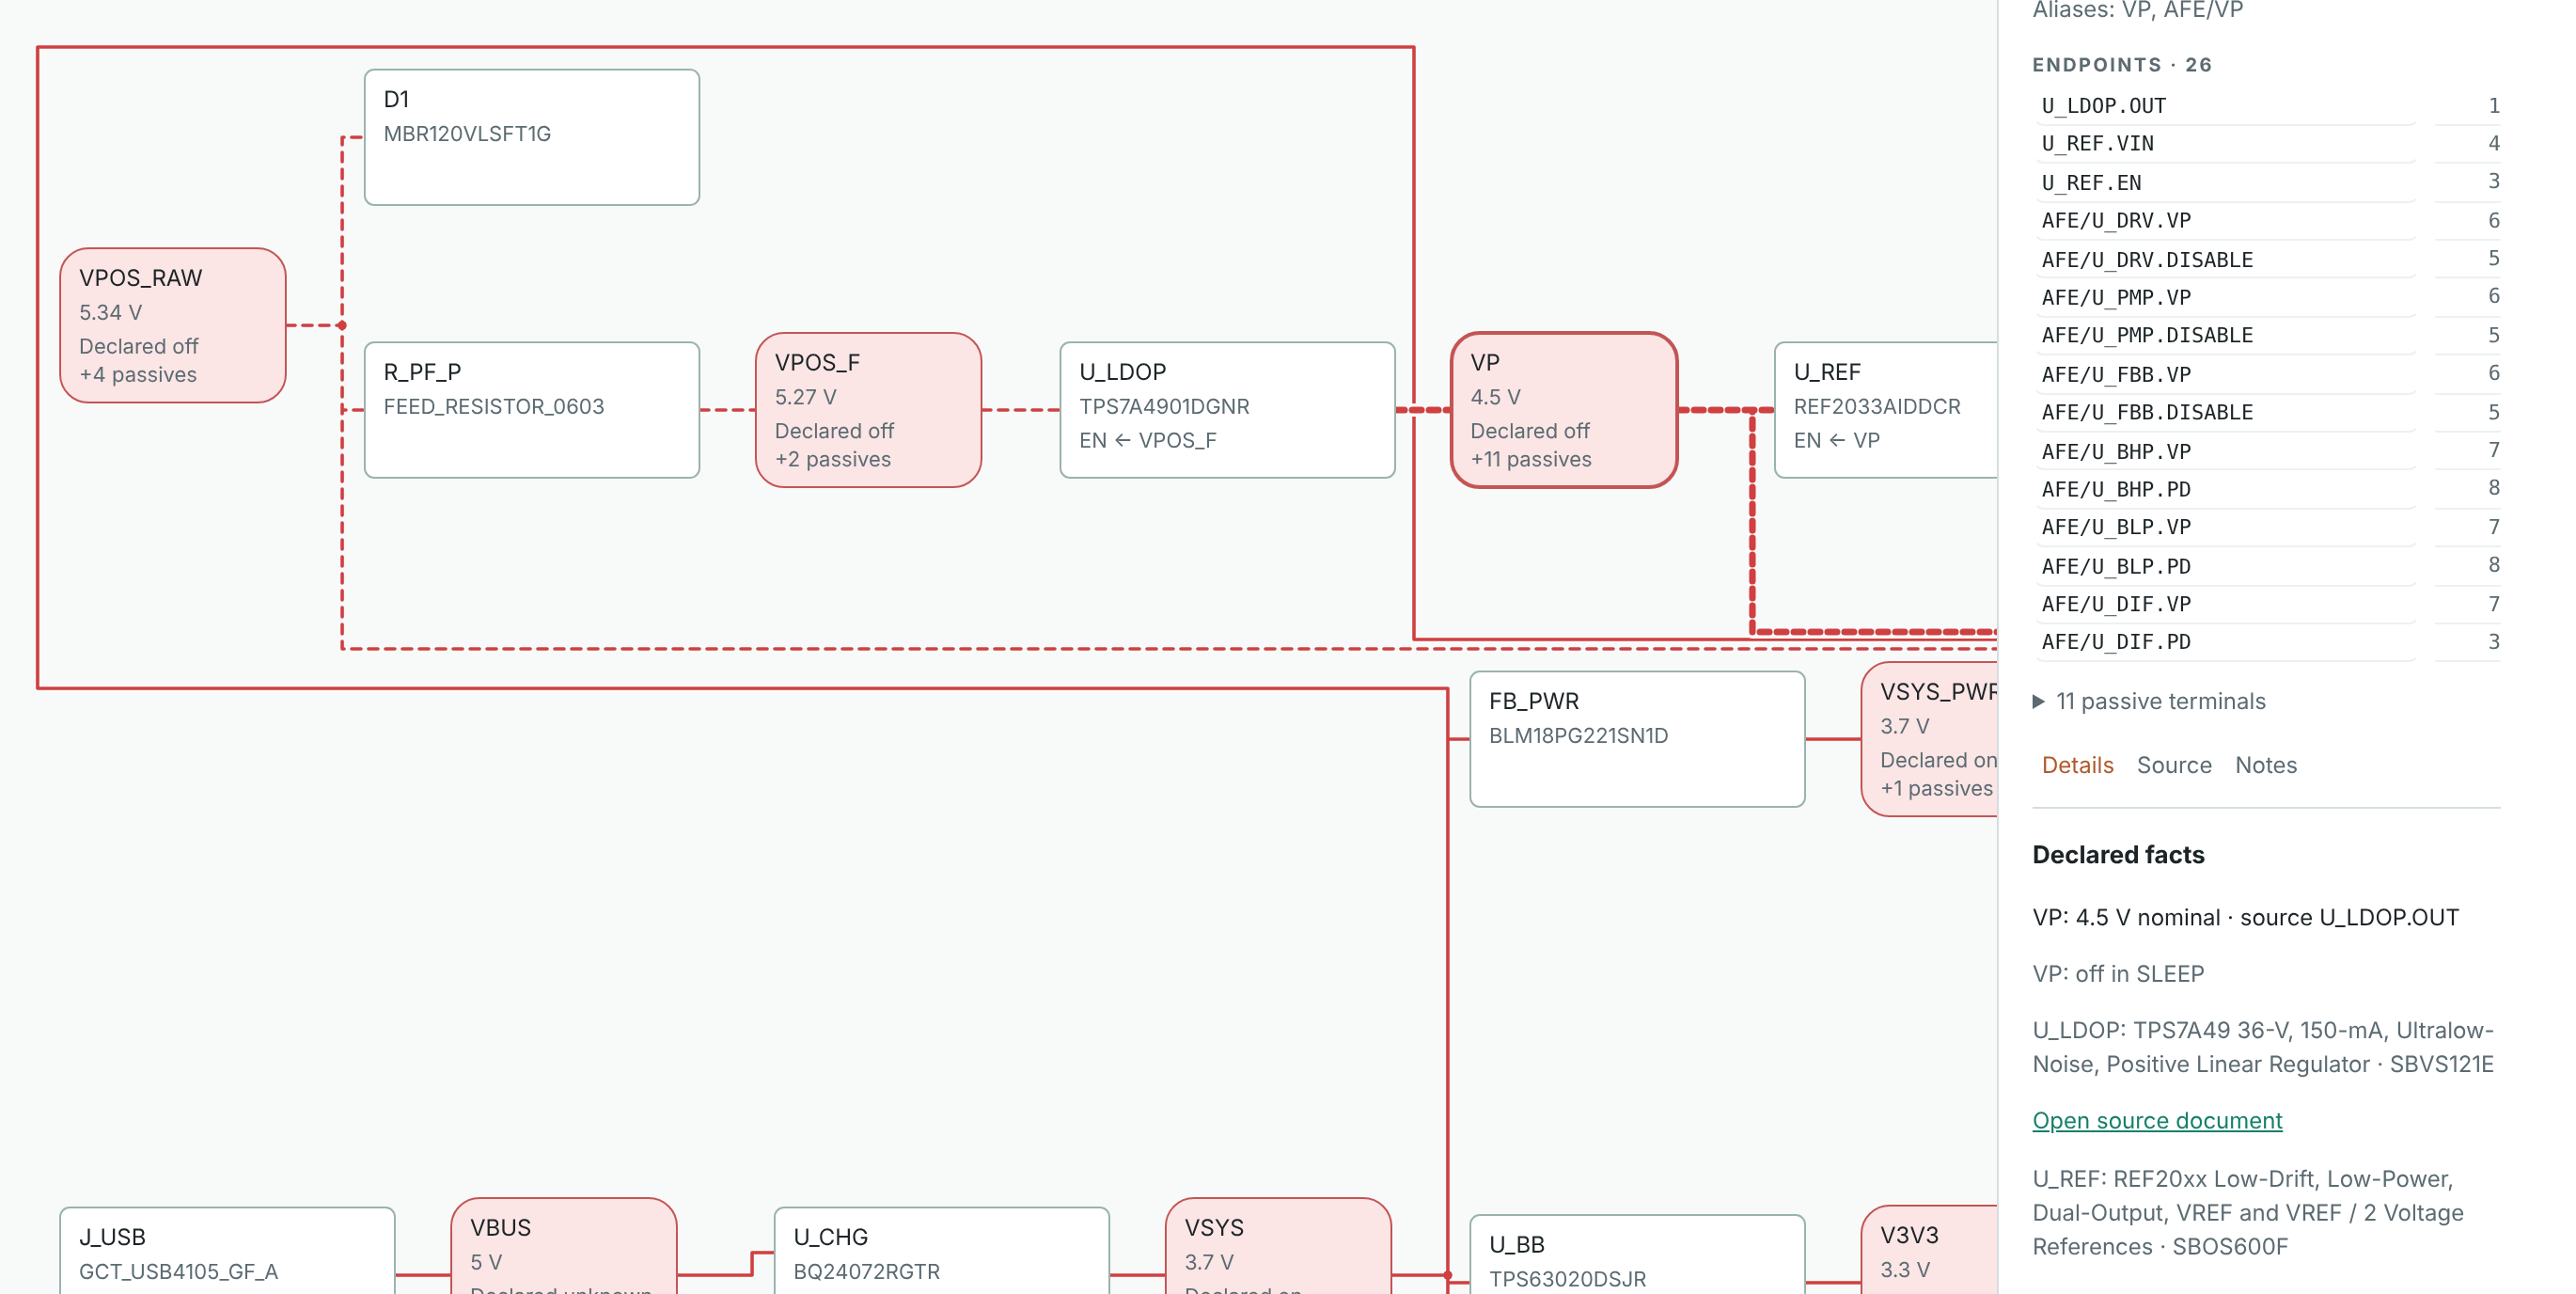 D1
MBR120VLSFT1G
VPOS_RAW
5.34 V
Declared off
+4 passives
R_PF_P
FEED_RESISTOR_0603
VPOS_F
5.27 V
Declared off
+2 passives
U_LDOP
TPS7A4901DGNR
EN ← VPOS_F
VP
4.5 V
Declared off
+11 passives
U_REF
REF2033AIDDCR
EN ← VP
FB_PWR
BLM18PG221SN1D
VSYS_PWR
3.7 V
Declared on
+1 passives
J_USB
GCT_USB4105_GF_A
VBUS
5 V
Declared unknown
U_CHG
BQ24072RGTR
VSYS
3.7 V
Declared on
U_BB
TPS63020DSJR
V3V3
3.3 V
Aliases: VP, AFE/VP
ENDPOINTS · 26
U_LDOP.OUT 1
U_REF.VIN 4
U_REF.EN 3
AFE/U_DRV.VP 6
AFE/U_DRV.DISABLE 5
AFE/U_PMP.VP 6
AFE/U_PMP.DISABLE 5
AFE/U_FBB.VP 6
AFE/U_FBB.DISABLE 5
AFE/U_BHP.VP 7
AFE/U_BHP.PD 8
AFE/U_BLP.VP 7
AFE/U_BLP.PD 8
AFE/U_DIF.VP 7
AFE/U_DIF.PD 3
▶ 11 passive terminals
Details Source Notes
Declared facts
VP: 4.5 V nominal · source U_LDOP.OUT
VP: off in SLEEP
U_LDOP: TPS7A49 36-V, 150-mA, Ultralow-
Noise, Positive Linear Regulator · SBVS121E
Open source document
U_REF: REF20xx Low-Drift, Low-Power,
Dual-Output, VREF and VREF / 2 Voltage
References · SBOS600F